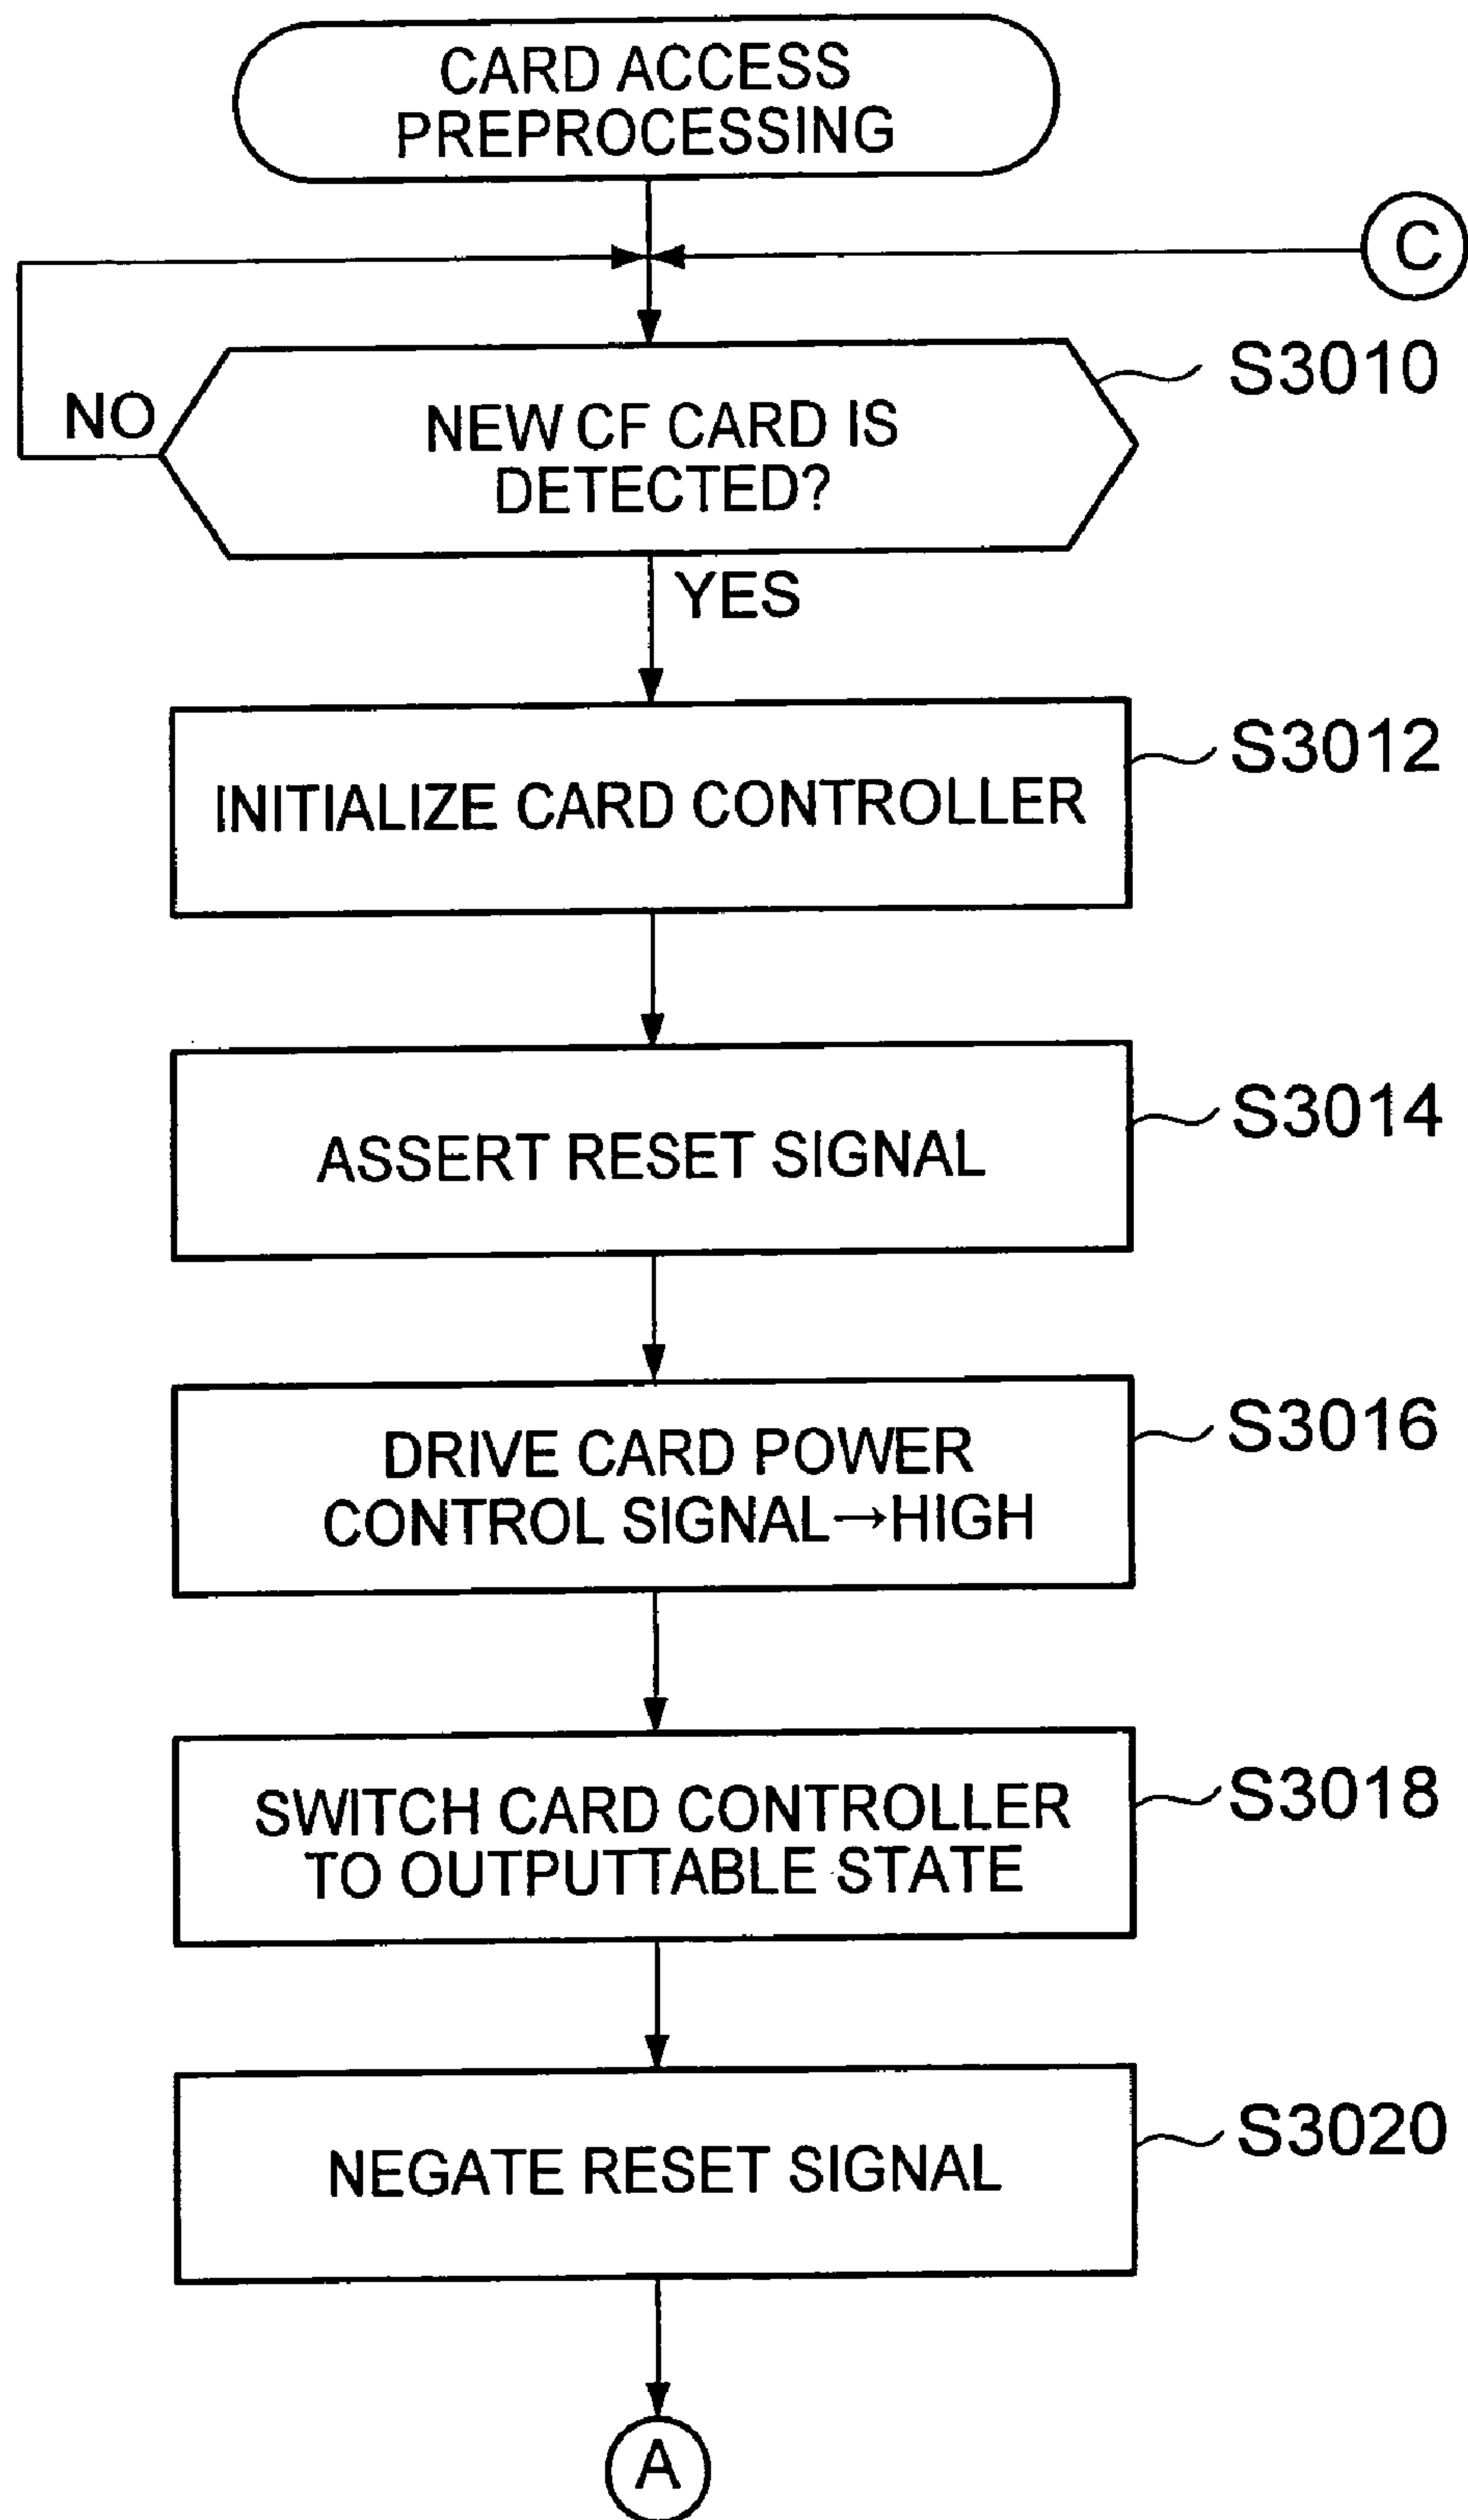 CARD ACCESS
PREPROCESSING
C
S3010
NO
NEW CF CARD IS
DETECTED?
YES
S3012
INITIALIZE CARD CONTROLLER
S3014
ASSERT RESET SIGNAL
S3016
DRIVE CARD POWER
CONTROL SIGNAL→HIGH
S3018
SWITCH CARD CONTROLLER
TO OUTPUTTABLE STATE
S3020
NEGATE RESET SIGNAL
A